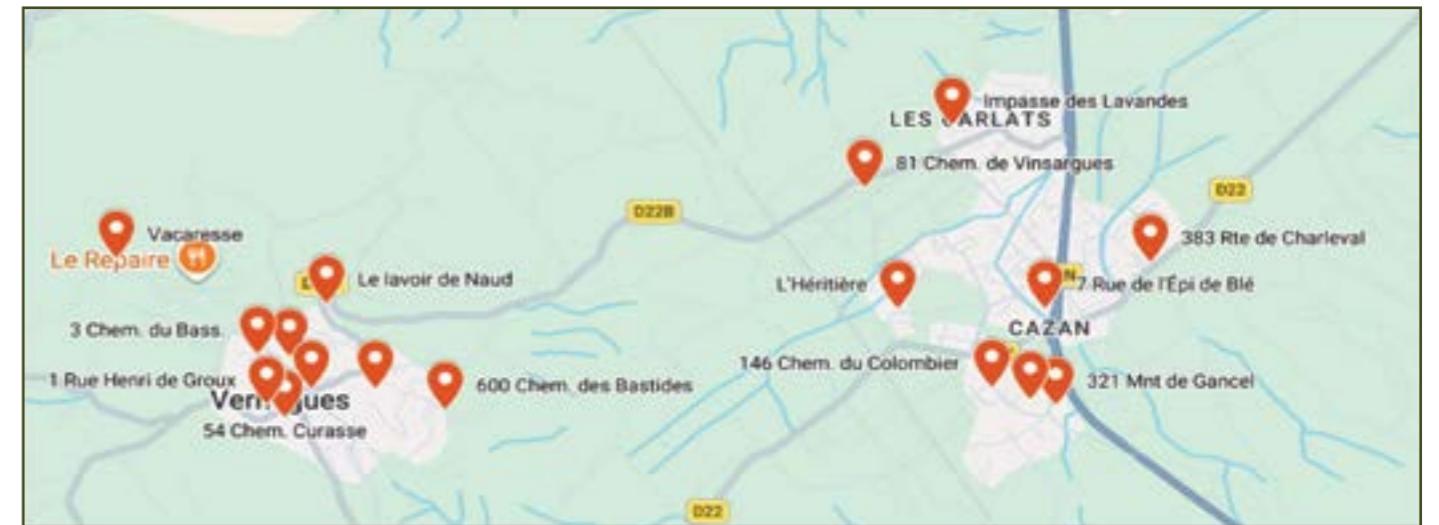 Impasse des Lavandes
LES CARLATS
81 Chem. de Vinsargues
D22
D22B
Vacaresse
383 Rte de Charleval
Le Repaire
Le lavoir de Naud
L'Héritière
7 Rue de l'Épi de Blé
3 Chem. du Bass.
CAZAN
146 Chem. du Colombier
1 Rue Henri de Groux
600 Chem. des Bastides
321 Mnt de Gancel
54 Chem. Curasse
D22